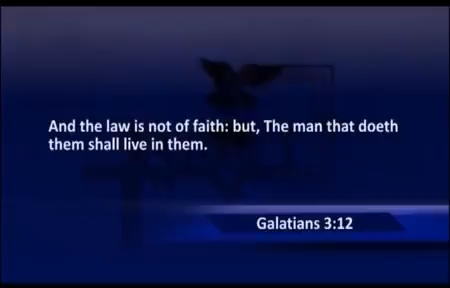 And the law is not of faith: but, The man that doeth
them shall live in them.
Galatians 3:12